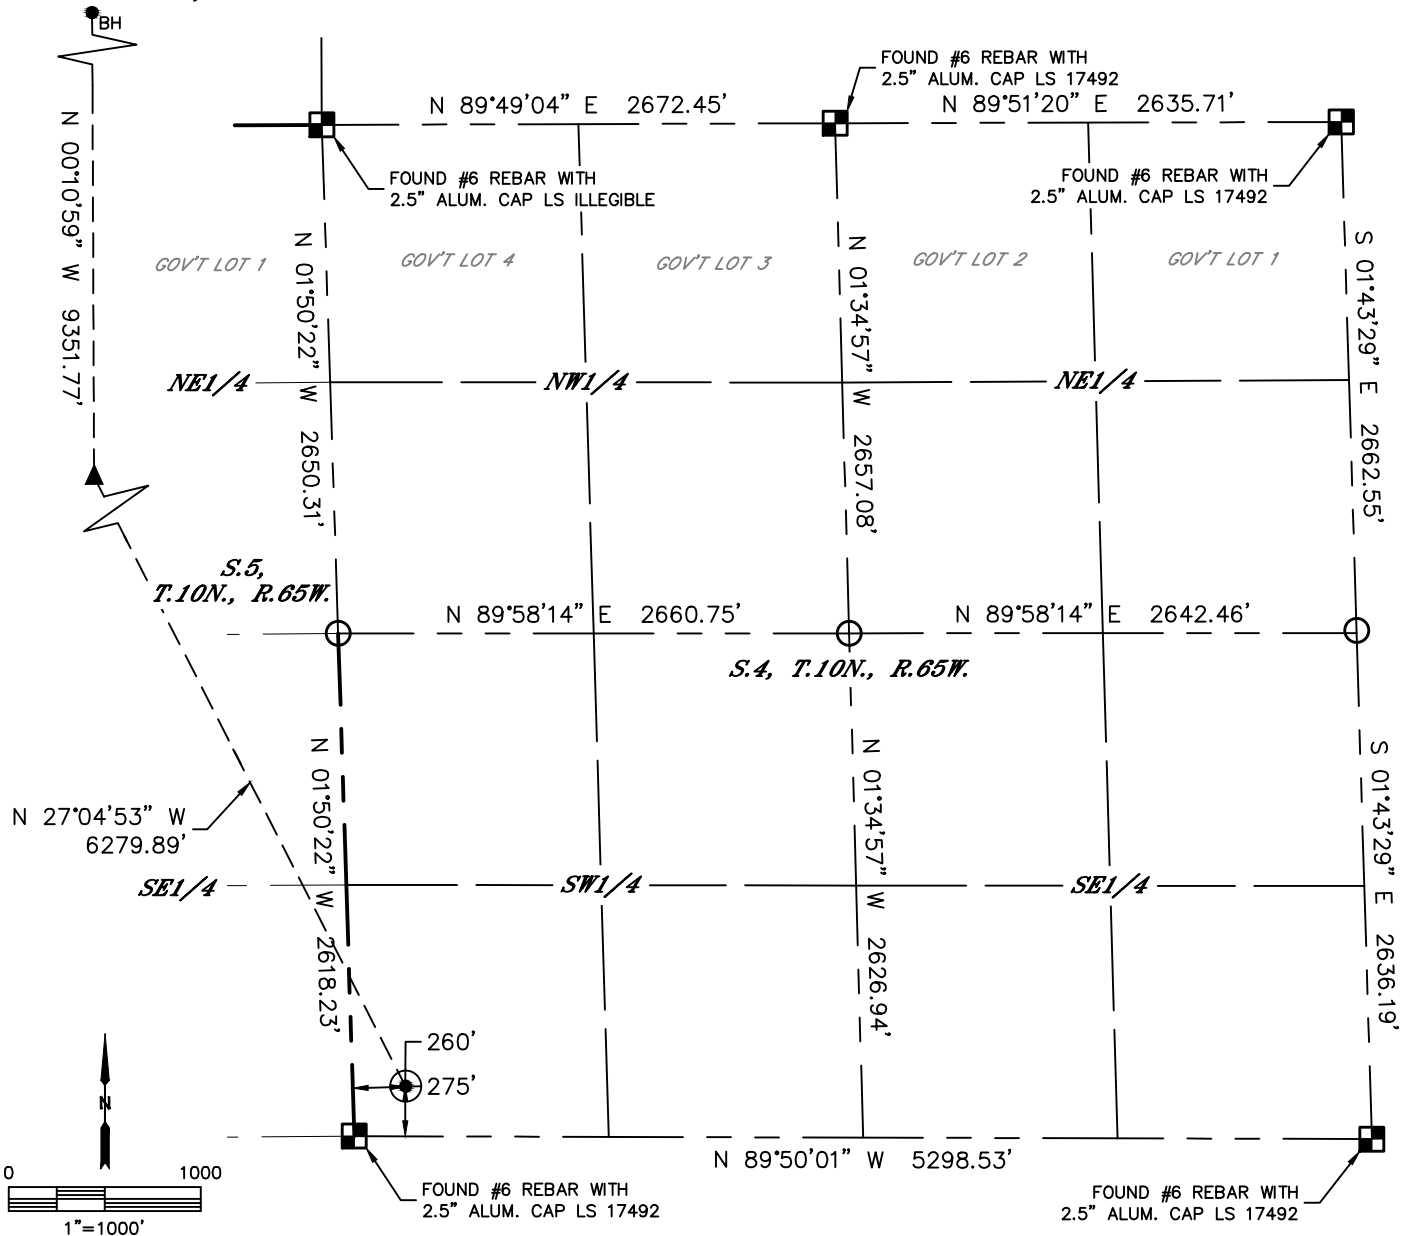 BH
FOUND #6 REBAR WITH
2.5" ALUM. CAP LS 17492
N 89°49'04" E 2672.45'
N 89°51'20" E 2635.71'
N 00°10'59" W 9351.77'
FOUND #6 REBAR WITH
2.5" ALUM. CAP LS ILLEGIBLE
FOUND #6 REBAR WITH
2.5" ALUM. CAP LS 17492
GOV'T LOT 1
GOV'T LOT 4
GOV'T LOT 3
GOV'T LOT 2
GOV'T LOT 1
N 01°50'22" W 2650.31'
N 01°34'57" W 2657.08'
S 01°43'29" E 2662.55'
NE1/4
NW1/4
NE1/4
S.5,
T.10N., R.65W.
N 89°58'14" E 2660.75'
N 89°58'14" E 2642.46'
S.4, T.10N., R.65W.
N 01°50'22" W 2618.23'
N 01°34'57" W 2626.94'
S 01°43'29" E 2636.19'
N 27°04'53" W
6279.89'
SE1/4
SW1/4
SE1/4
260'
275'
N
N 89°50'01" W 5298.53'
0 1000
1"=1000'
FOUND #6 REBAR WITH
2.5" ALUM. CAP LS 17492
FOUND #6 REBAR WITH
2.5" ALUM. CAP LS 17492